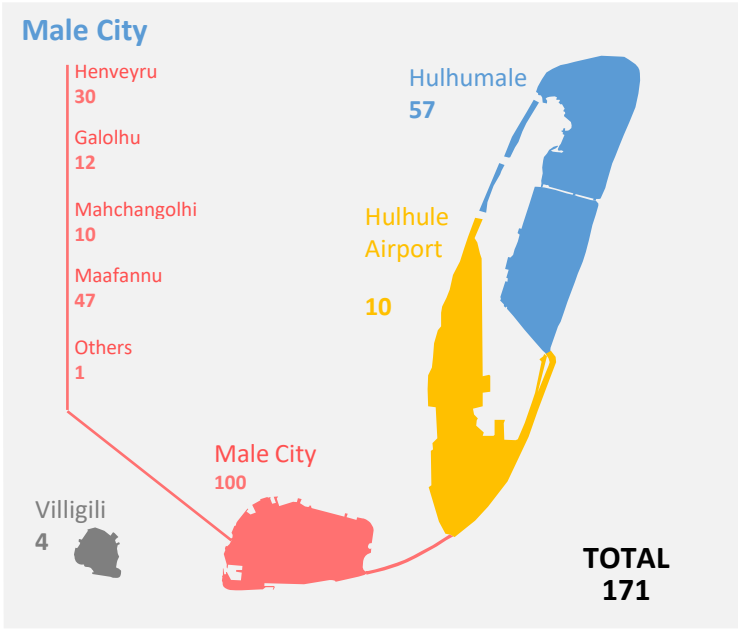 Male City
Henveyru
30
Galolhu
12
Mahchangolhi
10
Maafannu
47
Others
1
Hulhumale
57
Hulhule
Airport
10
Male City
100
Villigili
4
TOTAL
171